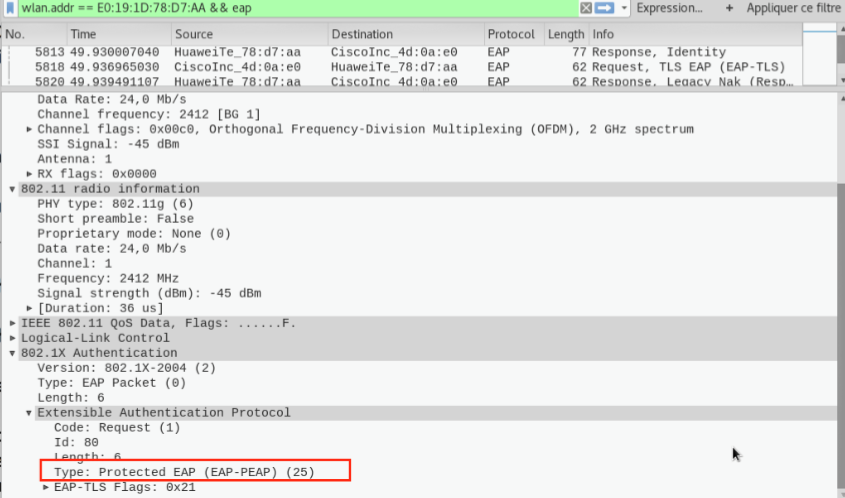 wlan.addr == E0:19:1D:78:D7:AA && eap Expression... + Appliquer ce filtre
No. Time Source Destination Protocol Length Info
5813 49.930007040 HuaweiTe_78:d7:aa CiscoInc_4d:0a:e0 EAP 77 Response, Identity
5818 49.936965030 CiscoInc_4d:0a:e0 HuaweiTe_78:d7:aa EAP 62 Request, TLS EAP (EAP-TLS)
5820 49.939491107 HuaweiTe_78:d7:aa CiscoInc_4d:0a:e0 EAP 62 Response, Legacy Nak (Resp…
Data Rate: 24,0 Mb/s
Channel frequency: 2412 [BG 1]
Channel flags: 0x00c0, Orthogonal Frequency-Division Multiplexing (OFDM), 2 GHz spectrum
SSI Signal: -45 dBm
Antenna: 1
RX flags: 0x0000
802.11 radio information
PHY type: 802.11g (6)
Short preamble: False
Proprietary mode: None (0)
Data rate: 24,0 Mb/s
Channel: 1
Frequency: 2412 MHz
Signal strength (dBm): -45 dBm
[Duration: 36 us]
IEEE 802.11 QoS Data, Flags: ......F.
Logical-Link Control
802.1X Authentication
Version: 802.1X-2004 (2)
Type: EAP Packet (0)
Length: 6
Extensible Authentication Protocol
Code: Request (1)
Id: 80
Length: 6
Type: Protected EAP (EAP-PEAP) (25)
EAP-TLS Flags: 0x21